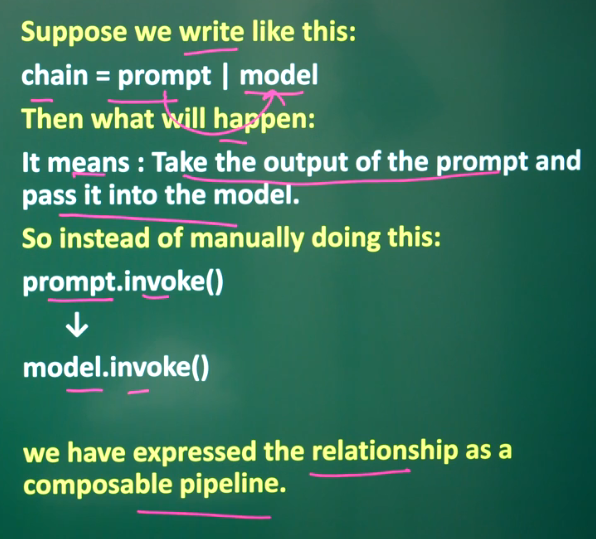 Suppose we write like this:
chain = prompt | model
Then what will happen:
It means : Take the output of the prompt and
pass it into the model.
So instead of manually doing this:
prompt.invoke()
↓
model.invoke()
we have expressed the relationship as a
composable pipeline.